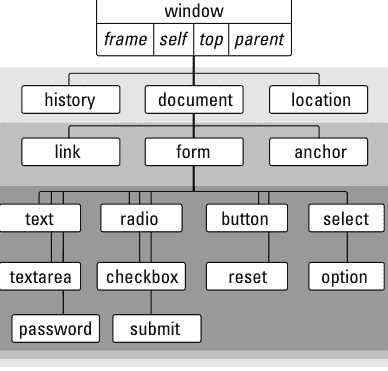 window
frame self top parent
history document location
link form anchor
text radio button select
textarea checkbox reset option
password submit